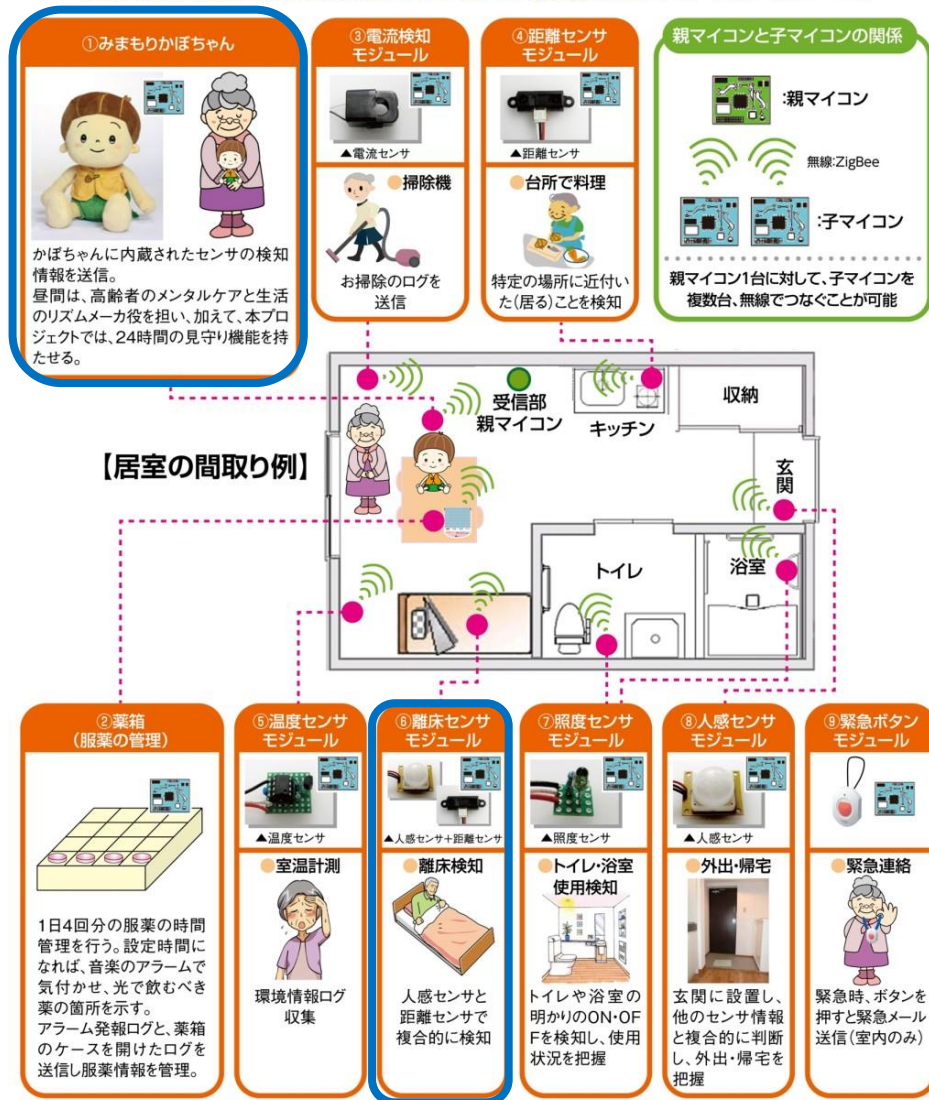 ①みまもりかぼちゃん
かぼちゃんに内蔵されたセンサの検知
情報を送信。
昼間は、高齢者のメンタルケアと生活
のリズムメーカ役を担い、加えて、本プロ
ジェクトでは、24時間の見守り機能を持
たせる。
③電流検知
モジュール
▲電流センサ
●掃除機
お掃除のログを
送信
④距離センサ
モジュール
▲距離センサ
●台所で料理
特定の場所に近付い
た(居る)ことを検知
親マイコンと子マイコンの関係
:親マイコン
無線:ZigBee
:子マイコン
親マイコン1台に対して、子マイコンを
複数台、無線でつなぐことが可能
【居室の間取り例】
受信部
親マイコン
キッチン
収納
玄関
トイレ
浴室
②薬箱
(服薬の管理)
1日4回分の服薬の時間
管理を行う。設定時間に
なれば、音楽のアラームで
気付かせ、光で飲むべき
薬の箇所を示す。
アラーム発報ログと、薬箱
のケースを開けたログを
送信し服薬情報を管理。
⑤温度センサ
モジュール
▲温度センサ
●室温計測
環境情報ログ
収集
⑥離床センサ
モジュール
▲人感センサ+距離センサ
●離床検知
人感センサと
距離センサで
複合的に検知
⑦照度センサ
モジュール
▲照度センサ
●トイレ・浴室
使用検知
トイレや浴室の
明かりのON・OF
Fを検知し、使用
状況を把握
⑧人感センサ
モジュール
▲人感センサ
●外出・帰宅
玄関に設置し、
他のセンサ情報
と複合的に判断
し、外出・帰宅を
把握
⑨緊急ボタン
モジュール
●緊急連絡
緊急時、ボタンを
押すと緊急メール
送信(室内のみ)